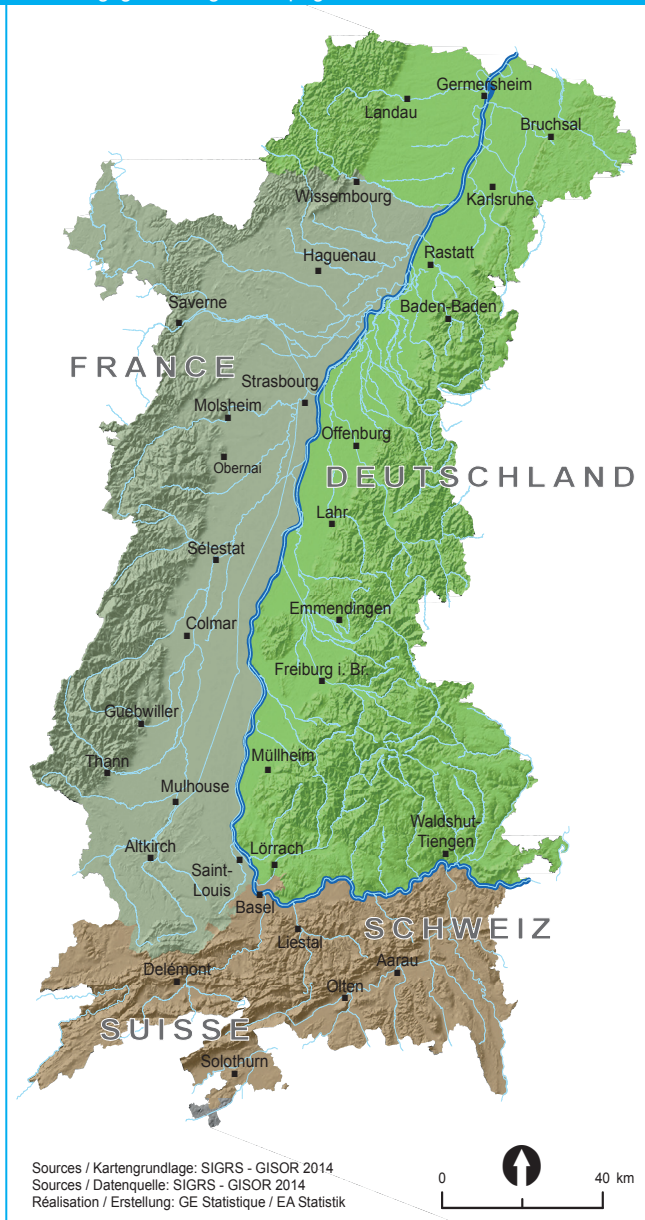 Germersheim
Landau
Bruchsal
Wissembourg
Karlsruhe
Haguenau
Rastatt
Saverne
Baden-Baden
FRANCE
Strasbourg
Molsheim
Offenburg
Obernai
DEUTSCHLAND
Lahr
Sélestat
Emmendingen
Colmar
Freiburg i. Br.
Guebwiller
Thann
Müllheim
Mulhouse
Waldshut-
Tiengen
Altkirch
Lörrach
Saint-
Louis
Basel
SCHWEIZ
Liestal
Delémont
Aarau
Olten
SUISSE
Solothurn
Sources / Kartengrundlage: SIGRS - GISOR 2014
Sources / Datenquelle: SIGRS - GISOR 2014
Réalisation / Erstellung: GE Statistique / EA Statistik
0 40 km